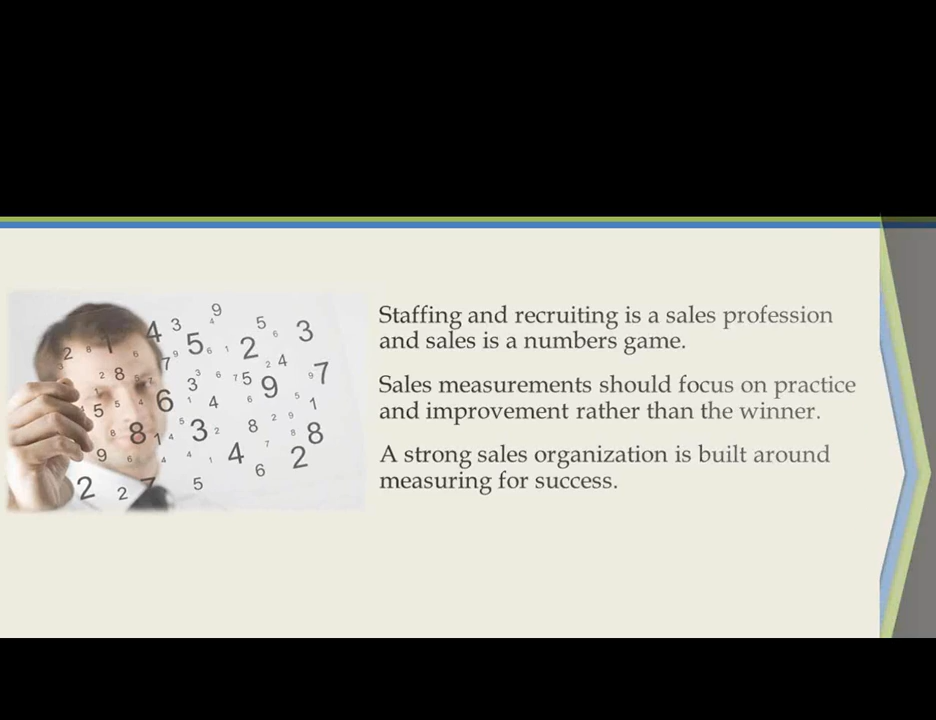 Staffing and recruiting is a sales profession
and sales is a numbers game.
Sales measurements should focus on practice
and improvement rather than the winner.
A strong sales organization is built around
measuring for success.